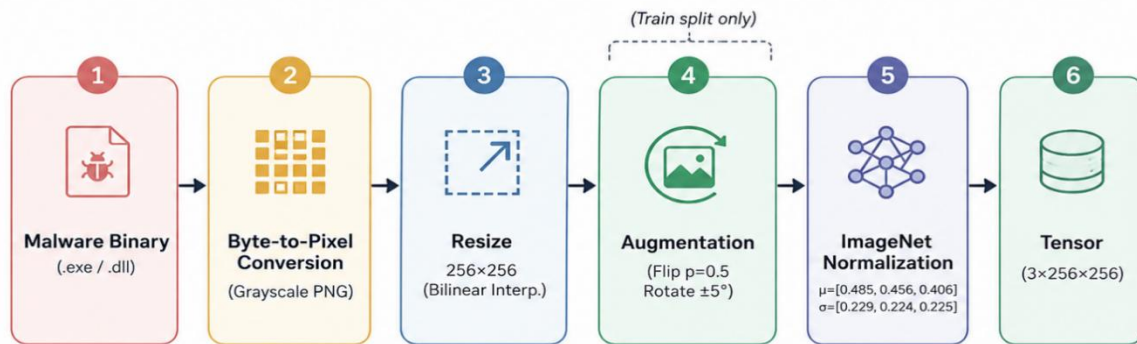 (Train split only)
1
2
3
4
5
6
Malware Binary
(.exe / .dll)
Byte-to-Pixel
Conversion
(Grayscale PNG)
Resize
256×256
(Bilinear Interp.)
Augmentation
(Flip p=0.5
Rotate ±5°)
ImageNet
Normalization
μ=[0.485, 0.456, 0.406]
σ=[0.229, 0.224, 0.225]
Tensor
(3×256×256)